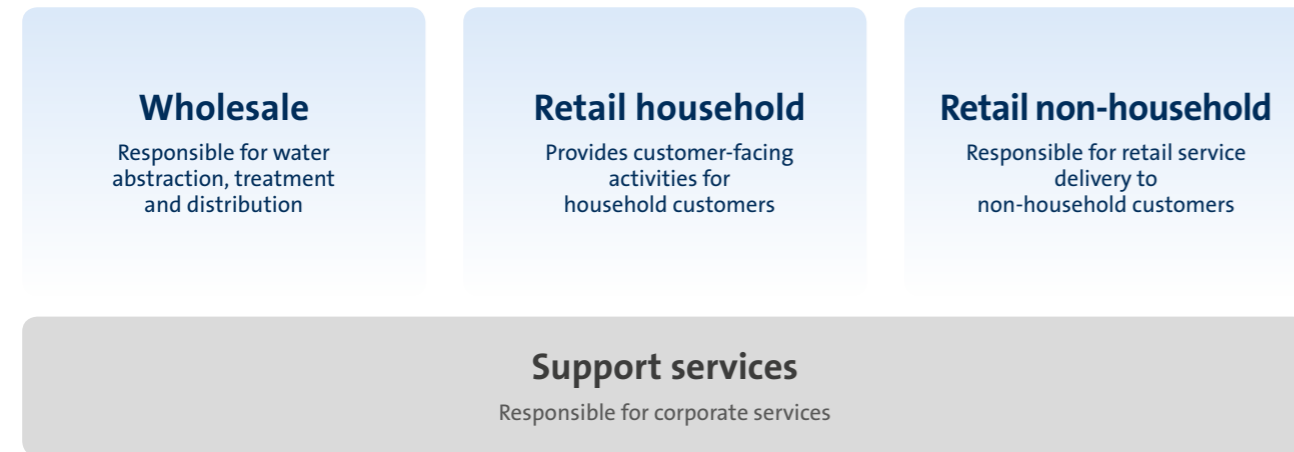 Wholesale
Responsible for water
abstraction, treatment
and distribution
Retail household
Provides customer-facing
activities for
household customers
Retail non-household
Responsible for retail service
delivery to
non-household customers
Support services
Responsible for corporate services